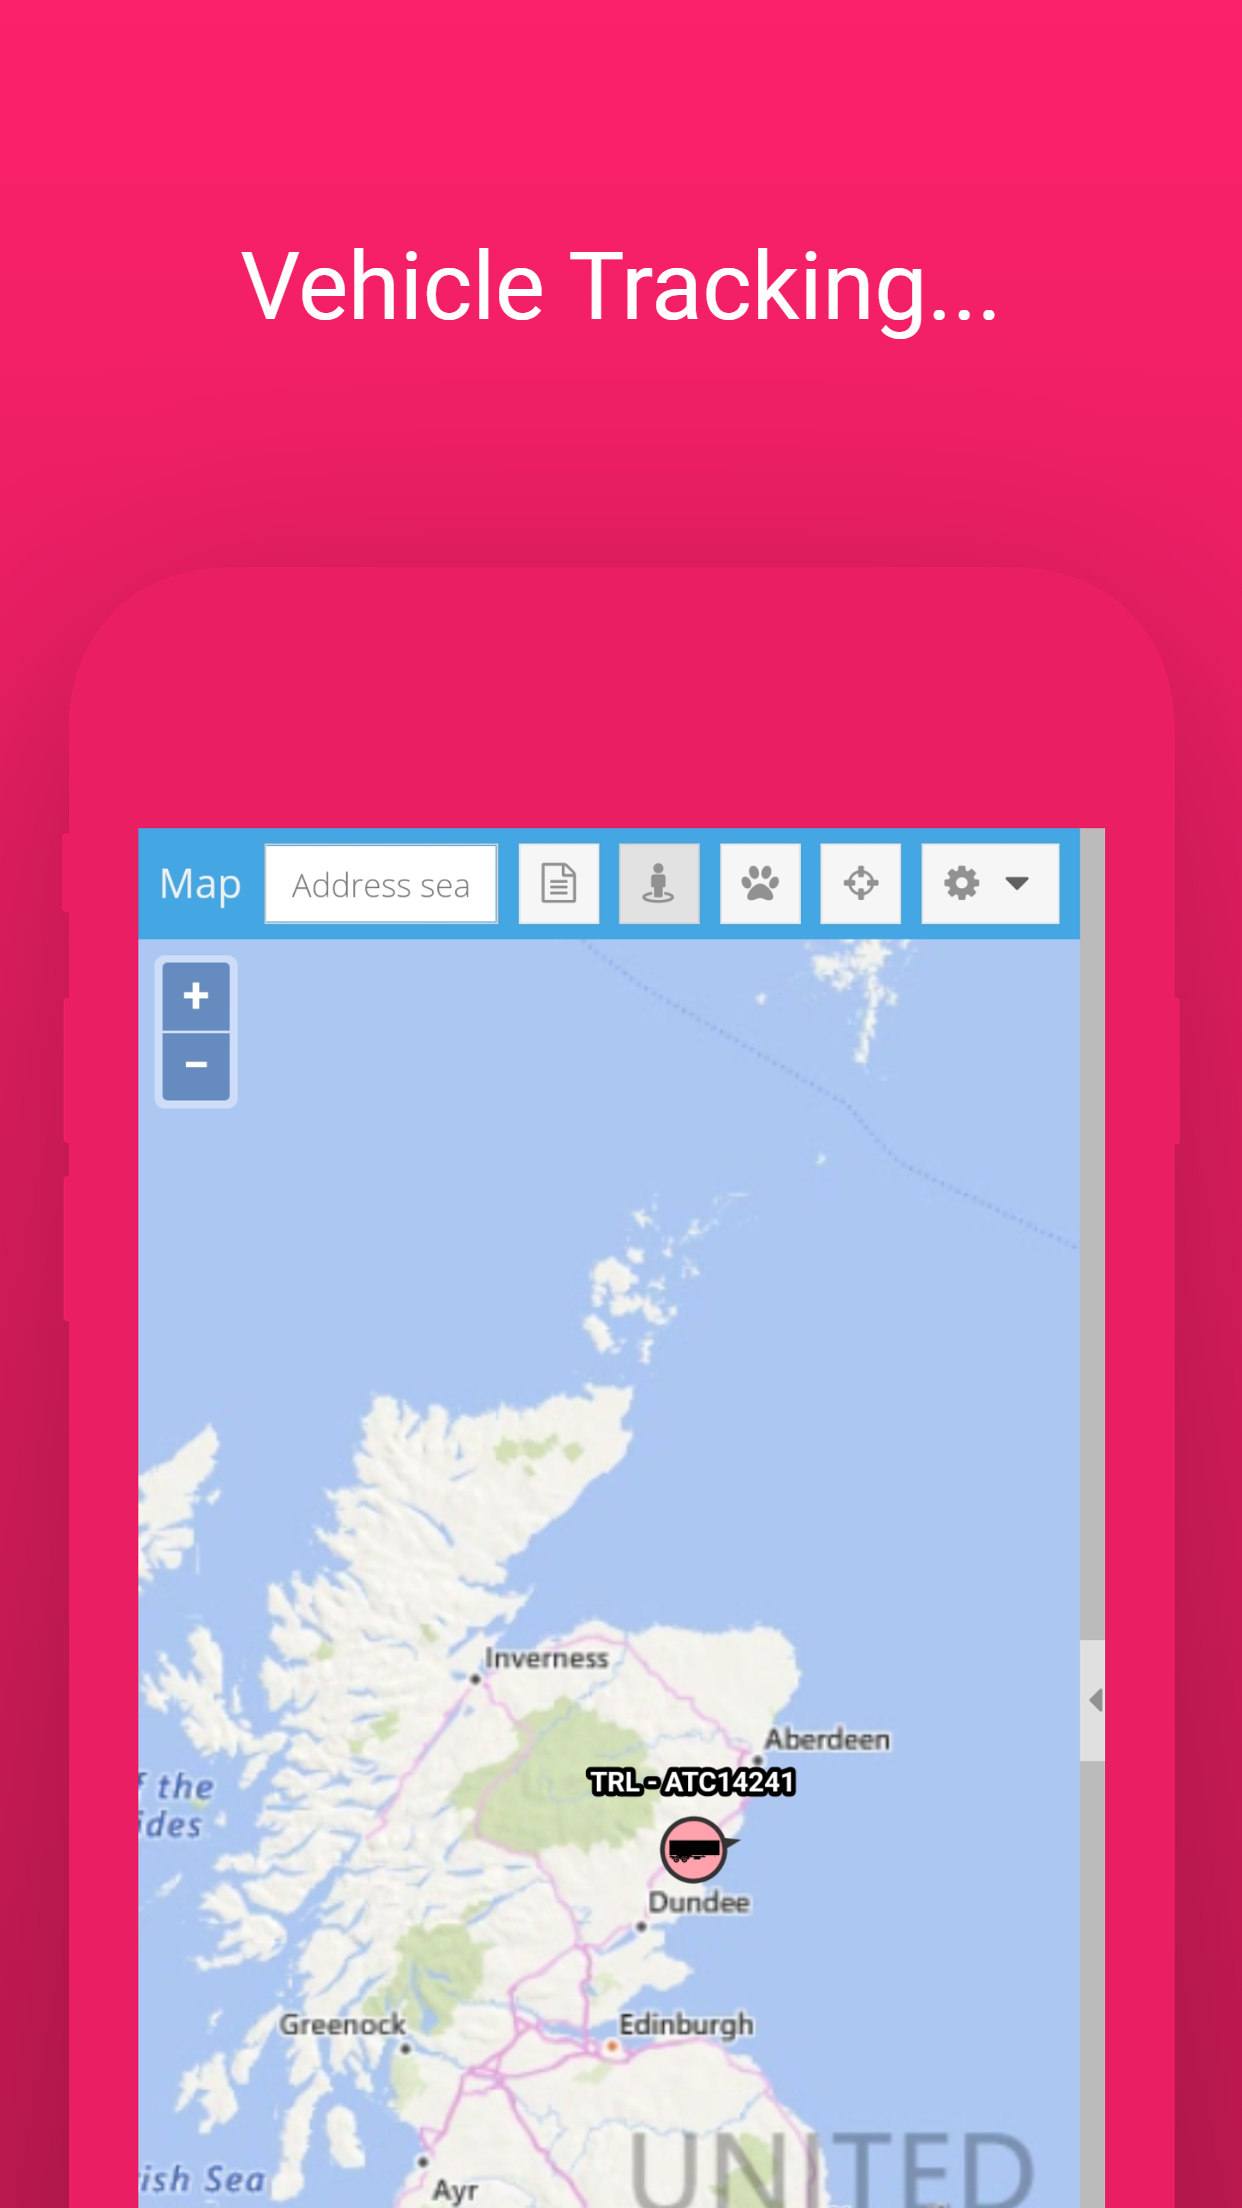 Vehicle Tracking...
Map
Address sea
+
−
Inverness
Aberdeen
TRL - ATC14241
f the
ides
Dundee
Greenock
Edinburgh
UNITED
ish Sea
Ayr